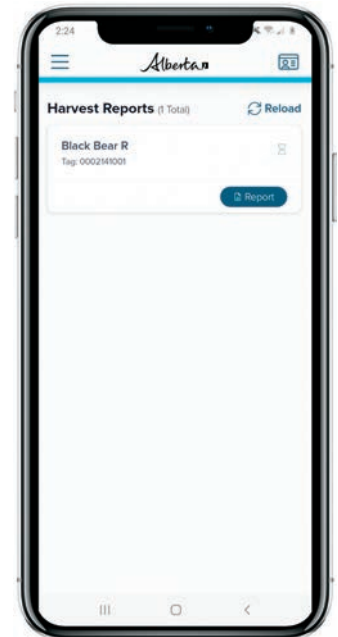 2:24
Alberta
Harvest Reports (1 Total)
Reload
Black Bear R
Tag: 0002141001
Report